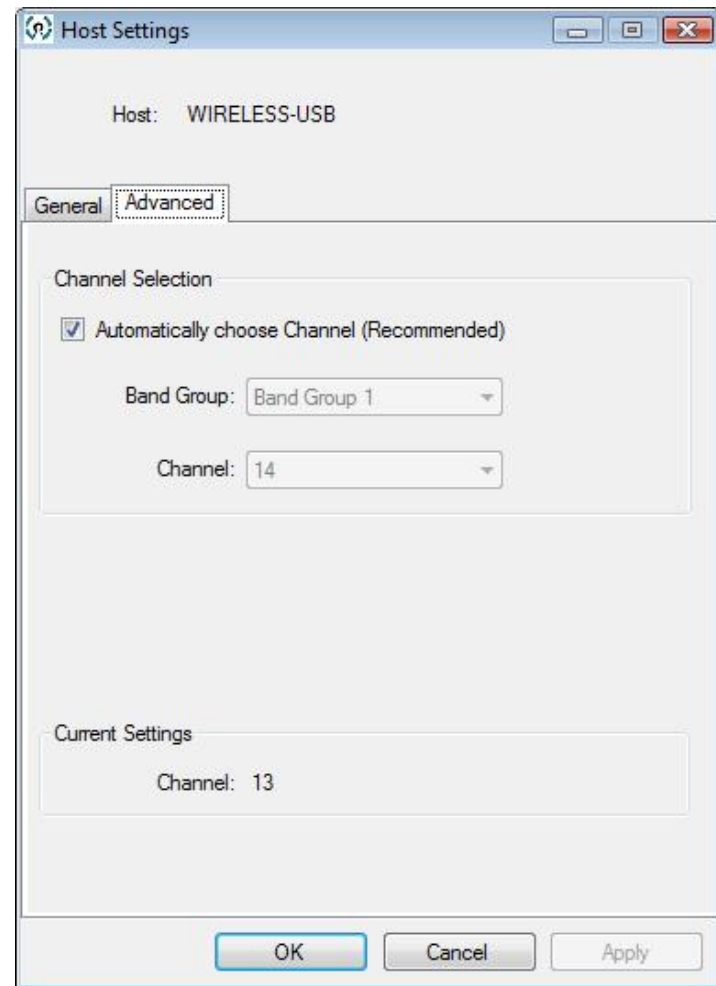 Host Settings
Host: WIRELESS-USB
General Advanced
Channel Selection
Automatically choose Channel (Recommended)
Band Group: Band Group 1
Channel: 14
Current Settings
Channel: 13
OK Cancel Apply